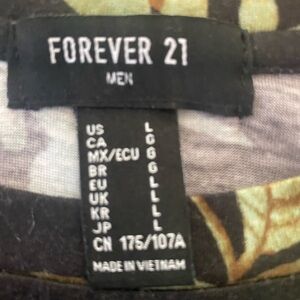 FOREVER 21
MEN
US L
CA G
MX/ECU G
BR G
EU L
UK L
KR L
JP L
CN 175/107A
MADE IN VIETNAM